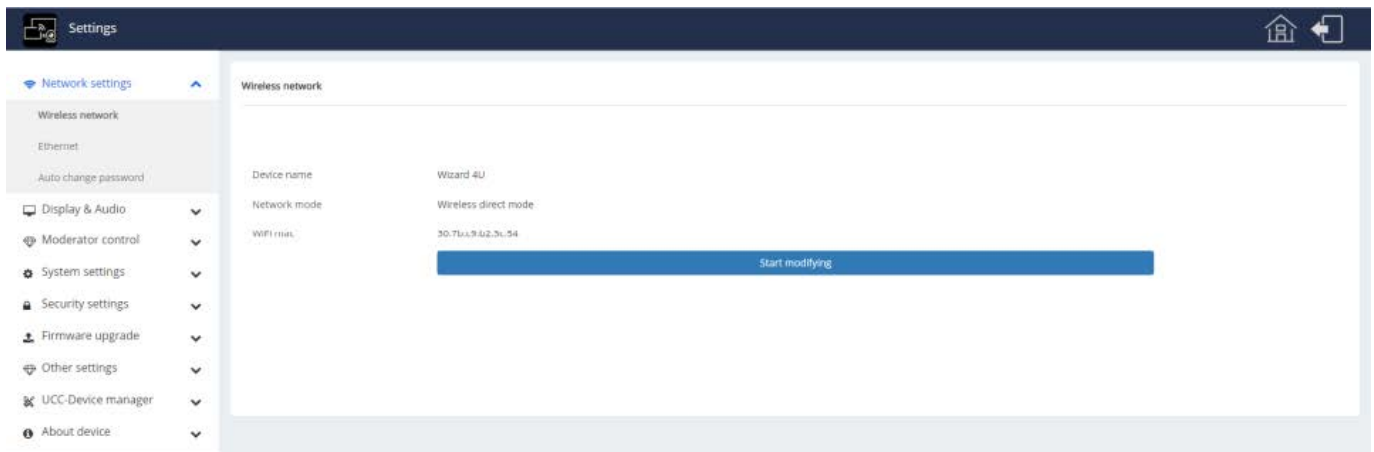 Settings
Network settings
Wireless network
Ethernet
Auto change password
Display & Audio
Moderator control
System settings
Security settings
Firmware upgrade
Other settings
UCC-Device manager
About device
Wireless network
Device name Wizard 4U
Network mode Wireless direct mode
WiFi
Start modifying